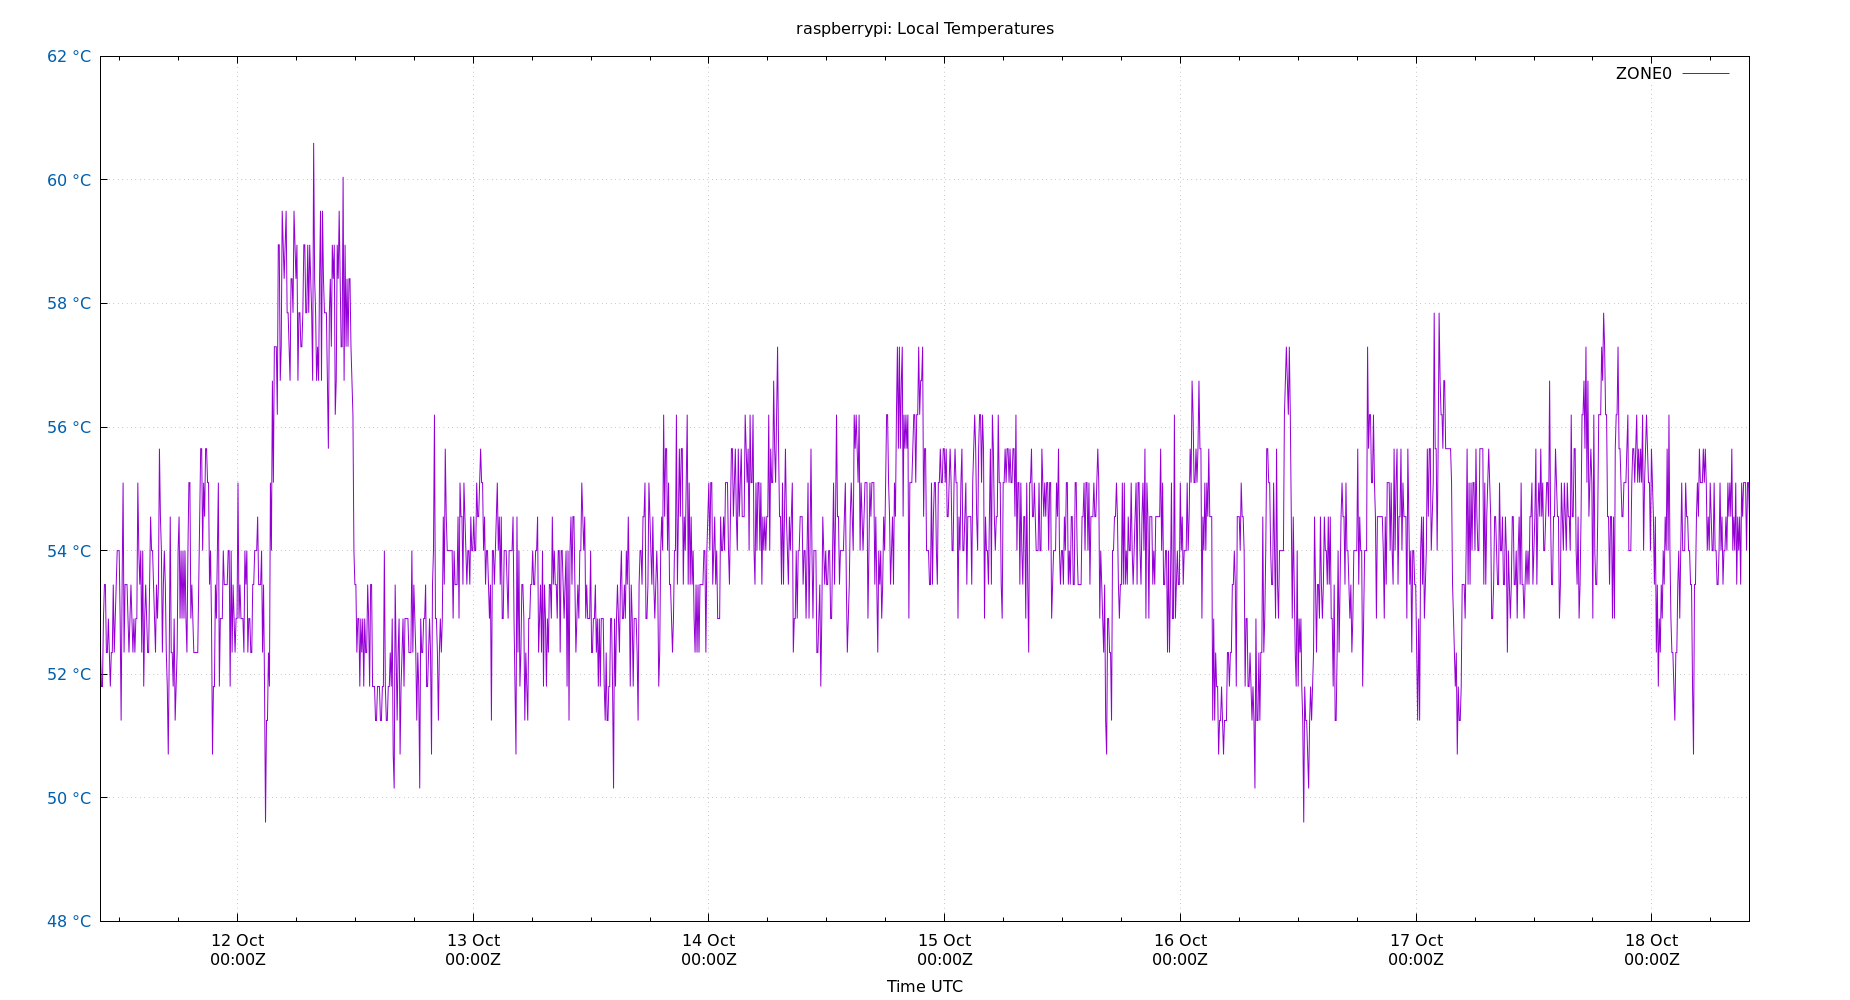 raspberrypi: Local Temperatures
ZONE0
62 °C
60 °C
58 °C
56 °C
54 °C
52 °C
50 °C
48 °C
12 Oct 13 Oct 14 Oct 15 Oct 16 Oct 17 Oct 18 Oct
00:00Z 00:00Z 00:00Z 00:00Z 00:00Z 00:00Z 00:00Z
Time UTC